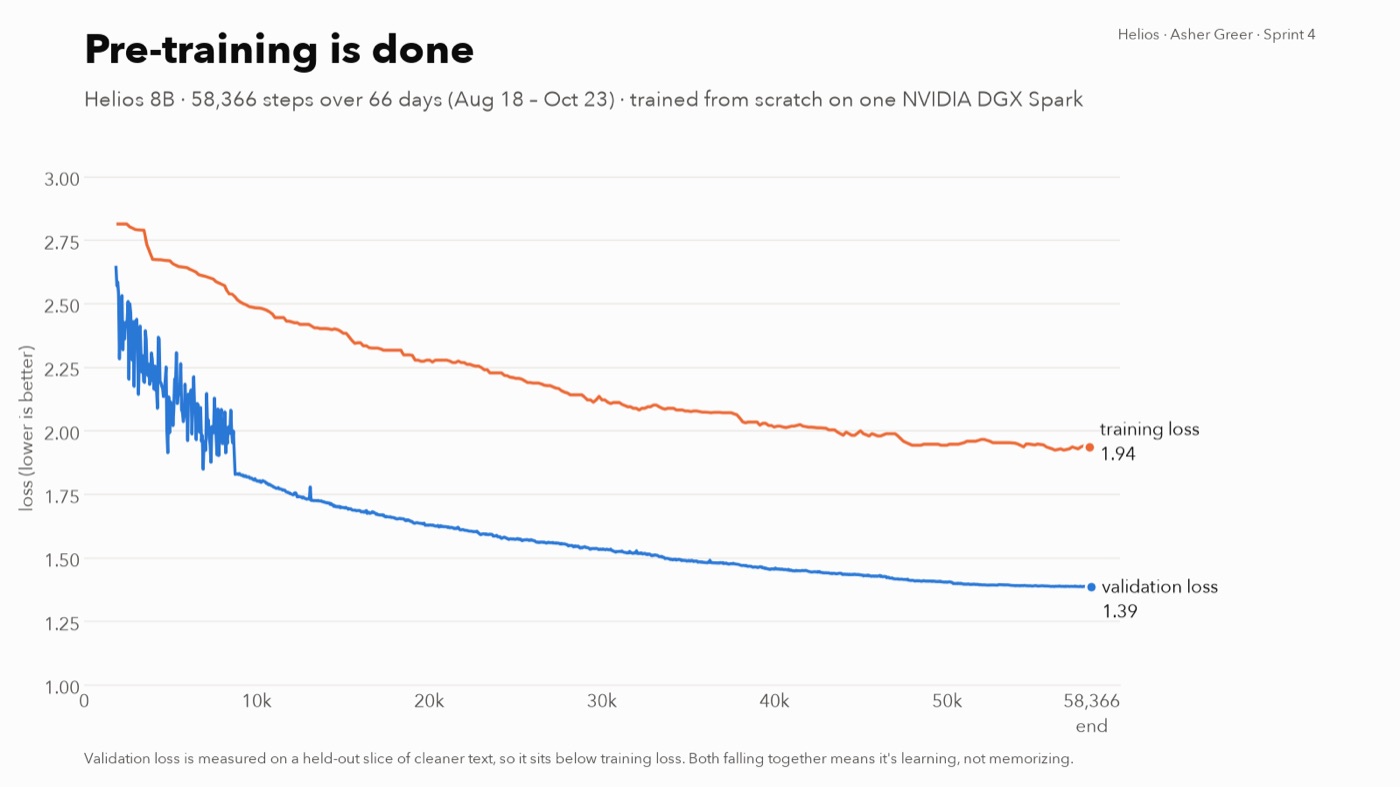 Pre-training is done
Helios · Asher Greer · Sprint 4
Helios 8B · 58,366 steps over 66 days (Aug 18 – Oct 23) · trained from scratch on one NVIDIA DGX Spark
loss (lower is better)
3.00
2.75
2.50
2.25
2.00
1.75
1.50
1.25
1.00
training loss
1.94
validation loss
1.39
0
10k
20k
30k
40k
50k
58,366
end
Validation loss is measured on a held-out slice of cleaner text, so it sits below training loss. Both falling together means it's learning, not memorizing.